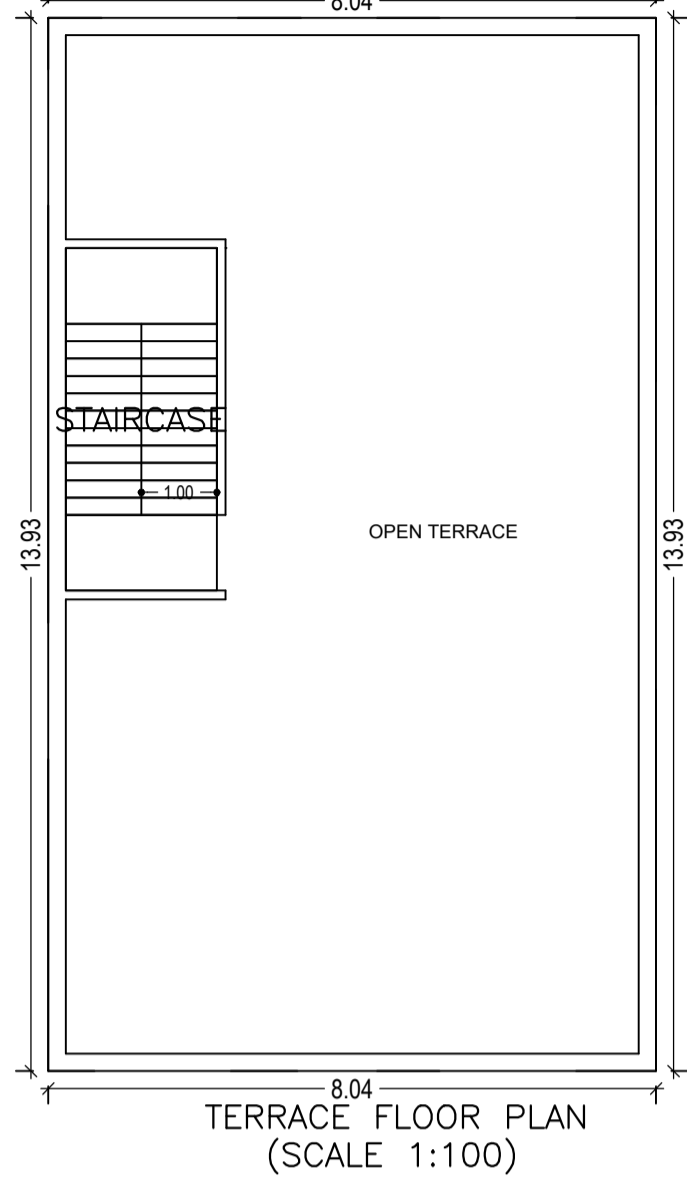 8.04
STAIRCASE
1.00
13.93
OPEN TERRACE
13.93
8.04
TERRACE FLOOR PLAN
(SCALE 1:100)